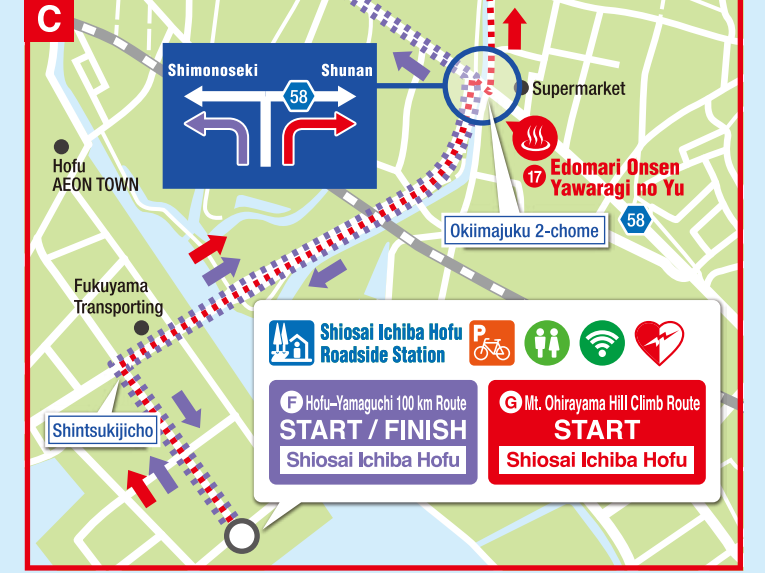 C
Shimonoseki
Shunan
58
Supermarket
Hofu
AEON TOWN
17
Edomari Onsen
Yawaragi no Yu
58
Okiimajuku 2-chome
Fukuyama
Transporting
Shiosai Ichiba Hofu
Roadside Station
P
F Hofu–Yamaguchi 100 km Route
START / FINISH
Shiosai Ichiba Hofu
G Mt. Ohirayama Hill Climb Route
START
Shiosai Ichiba Hofu
Shintsukijicho